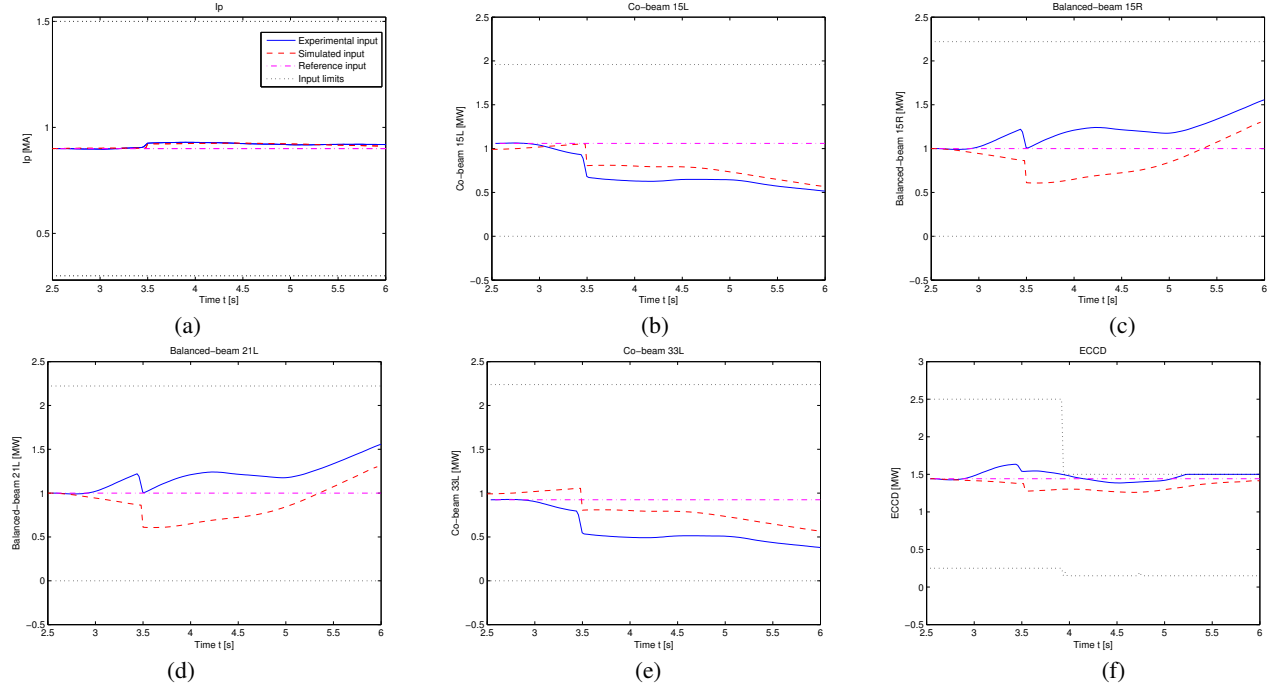 Ip
1.5
1
0.5
Ip [MA]
2.5 3 3.5 4 4.5 5 5.5 6
Time t [s]
Experimental input
Simulated input
Reference input
Input limits
(a)
Co−beam 15L
2.5
2
1.5
1
0.5
0
−0.5
Co−beam 15L [MW]
2.5 3 3.5 4 4.5 5 5.5 6
Time t [s]
(b)
Balanced−beam 15R
2.5
2
1.5
1
0.5
0
−0.5
Balanced−beam 15R [MW]
2.5 3 3.5 4 4.5 5 5.5 6
Time t [s]
(c)
Balanced−beam 21L
2.5
2
1.5
1
0.5
0
−0.5
Balanced−beam 21L [MW]
2.5 3 3.5 4 4.5 5 5.5 6
Time t [s]
(d)
Co−beam 33L
2.5
2
1.5
1
0.5
0
−0.5
Co−beam 33L [MW]
2.5 3 3.5 4 4.5 5 5.5 6
Time t [s]
(e)
ECCD
3
2.5
2
1.5
1
0.5
0
−0.5
ECCD [MW]
2.5 3 3.5 4 4.5 5 5.5 6
Time t [s]
(f)